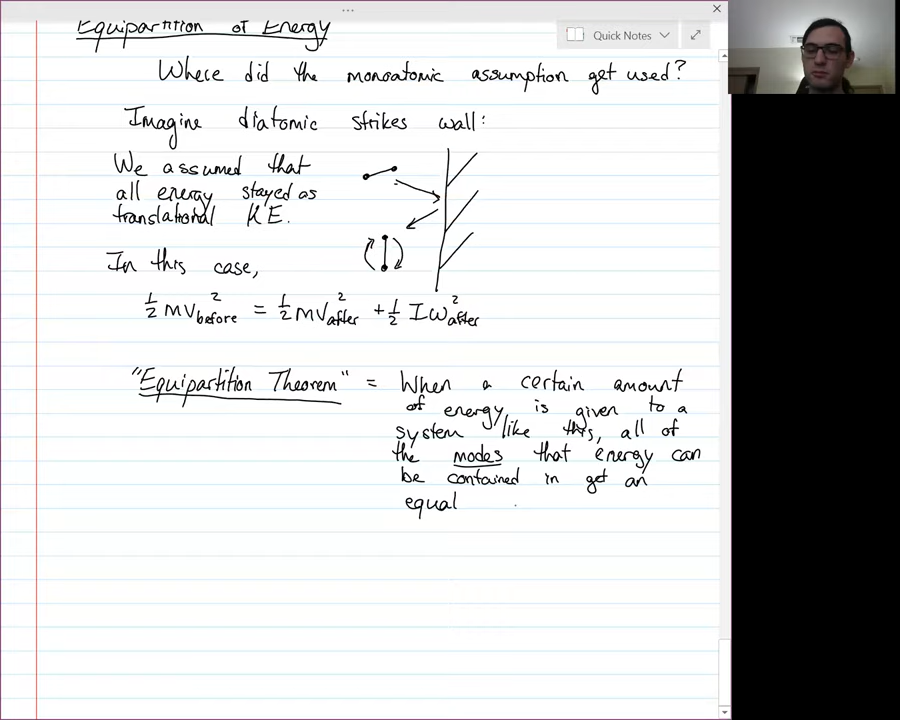 Equipartition of Energy
Quick Notes
Where did the monoatomic assumption get used?
Imagine diatomic strikes wall:
We assumed that
all energy stayed as
translational KE.
In this case,
½ mv²before = ½ mv²after + ½ Iω²after
"Equipartition Theorem" = When a certain amount
of energy is given to a
system like this, all of
the modes that energy can
be contained in get an
equal